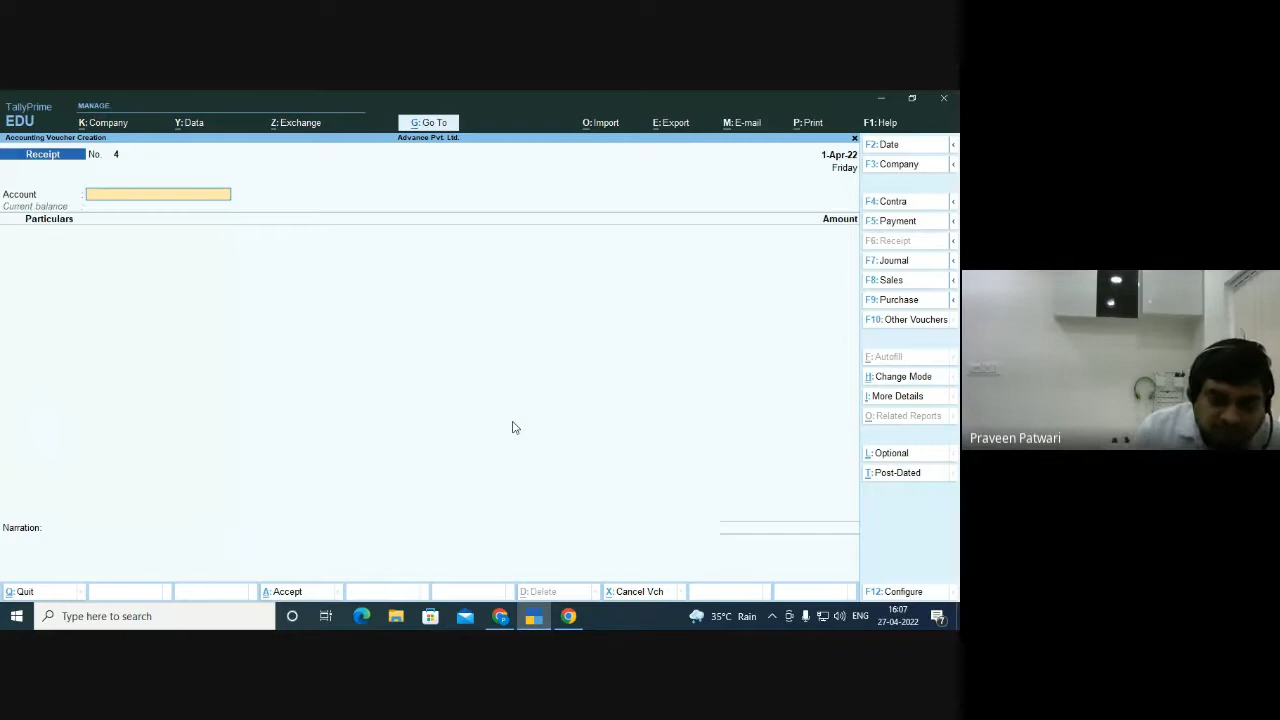 TallyPrime
EDU
MANAGE
K: Company
Y: Data
Z: Exchange
G: Go To
O: Import
E: Export
M: E-mail
P: Print
F1: Help
Accounting Voucher Creation
Advance Pvt. Ltd.
Receipt No. 4
1-Apr-22
Friday
Account :
Current balance :
Particulars
Amount
Narration:
F2: Date
F3: Company
F4: Contra
F5: Payment
F6: Receipt
F7: Journal
F8: Sales
F9: Purchase
F10: Other Vouchers
F: Autofill
H: Change Mode
I: More Details
O: Related Reports
L: Optional
T: Post-Dated
F12: Configure
Q: Quit
A: Accept
D: Delete
X: Cancel Vch
Type here to search
35°C Rain
ENG
16:07
27-04-2022
7
Praveen Patwari